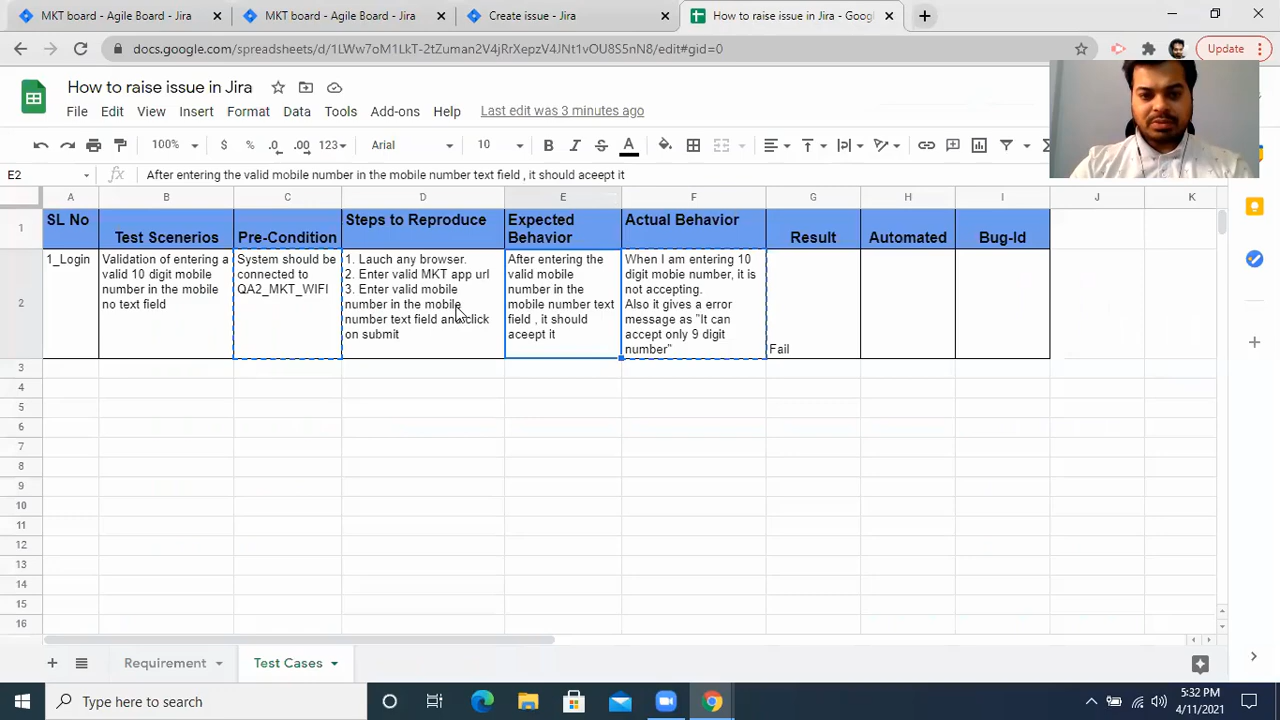 MKT board - Agile Board - Jira
MKT board - Agile Board - Jira
Create issue - Jira
How to raise issue in Jira - Goog
docs.google.com/spreadsheets/d/1LWw7oM1LkT-2tZuman2V4jRrXepzV4JNt1vOU8S5nN8/edit#gid=0
Update
How to raise issue in Jira
File Edit View Insert Format Data Tools Add-ons Help Last edit was 3 minutes ago
100% $ % .0 .00 123 Arial 10 B I S A
E2 fx After entering the valid mobile number in the mobile number text field , it should aceept it
A B C D E F G H I J K
1
SL No
Test Scenerios
Pre-Condition
Steps to Reproduce
Expected
Behavior
Actual Behavior
Result
Automated
Bug-Id
2
1_Login
Validation of entering a
valid 10 digit mobile
number in the mobile
no text field
System should be
connected to
QA2_MKT_WIFI
1. Lauch any browser.
2. Enter valid MKT app url
3. Enter valid mobile
number in the mobile
number text field and click
on submit
After entering the
valid mobile
number in the
mobile number text
field , it should
aceept it
When I am entering 10
digit mobie number, it is
not accepting.
Also it gives a error
message as "It can
accept only 9 digit
number"
Fail
3
4
5
6
7
8
9
10
11
12
13
14
15
16
Requirement
Test Cases
Type here to search
5:32 PM
4/11/2021